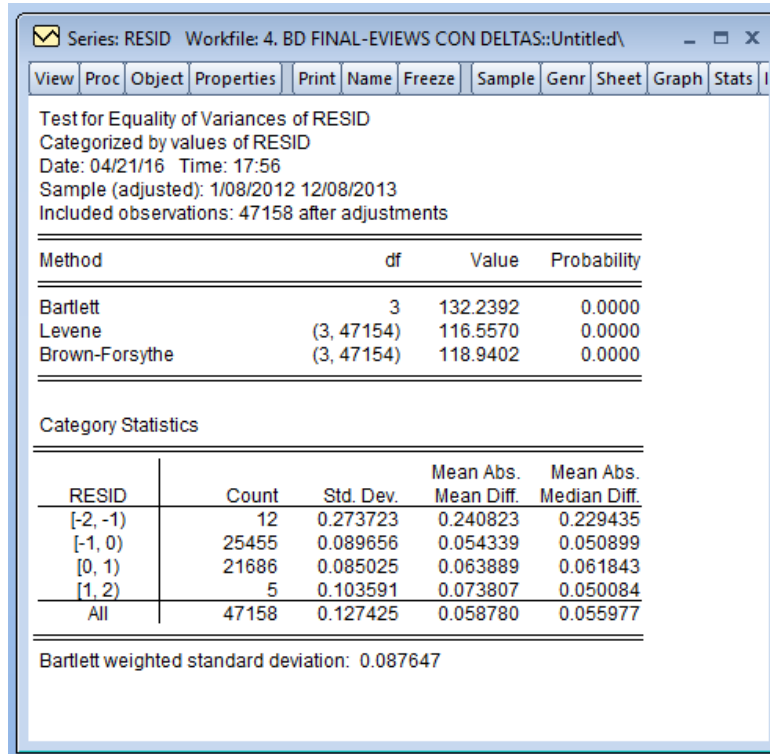 Series: RESID Workfile: 4. BD FINAL-EVIEWS CON DELTAS::Untitled\
View Proc Object Properties Print Name Freeze Sample Genr Sheet Graph Stats
Test for Equality of Variances of RESID
Categorized by values of RESID
Date: 04/21/16 Time: 17:56
Sample (adjusted): 1/08/2012 12/08/2013
Included observations: 47158 after adjustments
Method df Value Probability
Bartlett 3 132.2392 0.0000
Levene (3, 47154) 116.5570 0.0000
Brown-Forsythe (3, 47154) 118.9402 0.0000
Category Statistics
Mean Abs. Mean Abs.
RESID Count Std. Dev. Mean Diff. Median Diff.
[-2, -1) 12 0.273723 0.240823 0.229435
[-1, 0) 25455 0.089656 0.054339 0.050899
[0, 1) 21686 0.085025 0.063889 0.061843
[1, 2) 5 0.103591 0.073807 0.050084
All 47158 0.127425 0.058780 0.055977
Bartlett weighted standard deviation: 0.087647